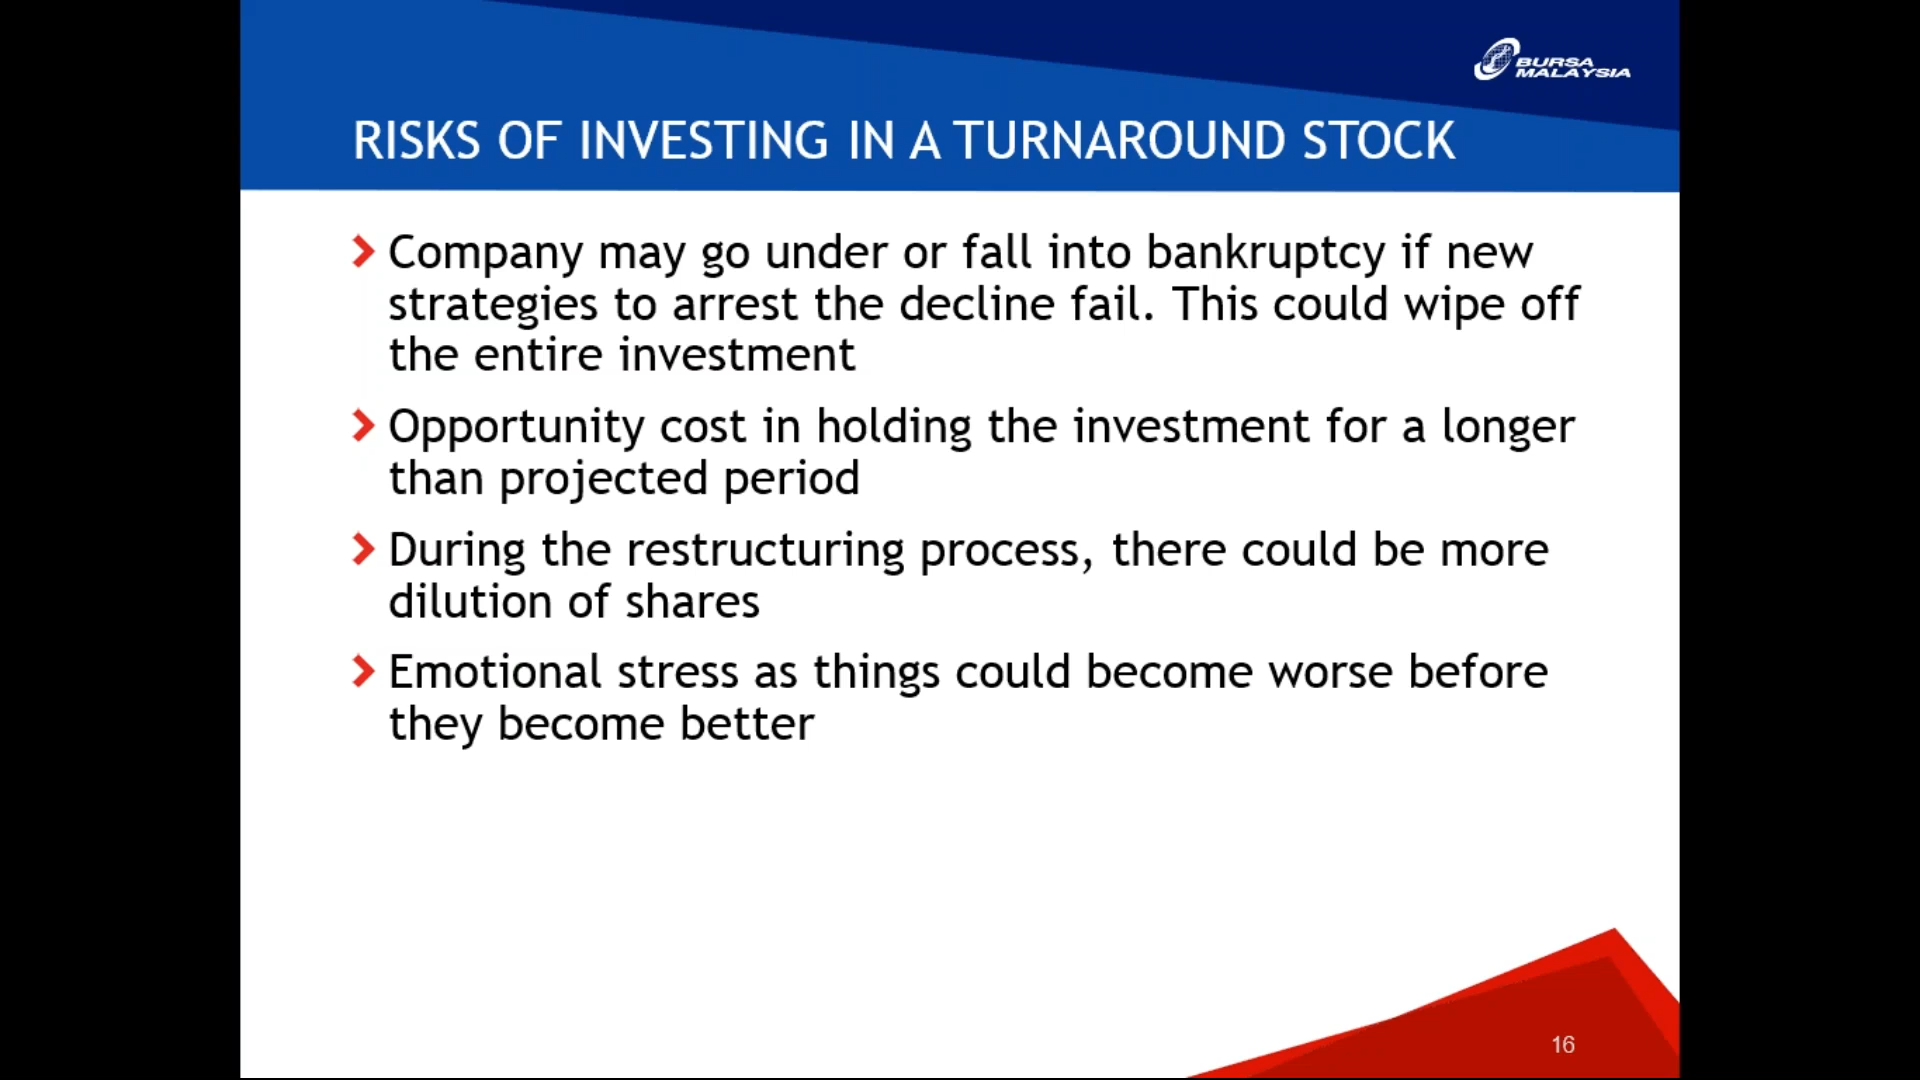 BURSA
MALAYSIA
RISKS OF INVESTING IN A TURNAROUND STOCK
Company may go under or fall into bankruptcy if new
strategies to arrest the decline fail. This could wipe off
the entire investment
Opportunity cost in holding the investment for a longer
than projected period
During the restructuring process, there could be more
dilution of shares
Emotional stress as things could become worse before
they become better
16